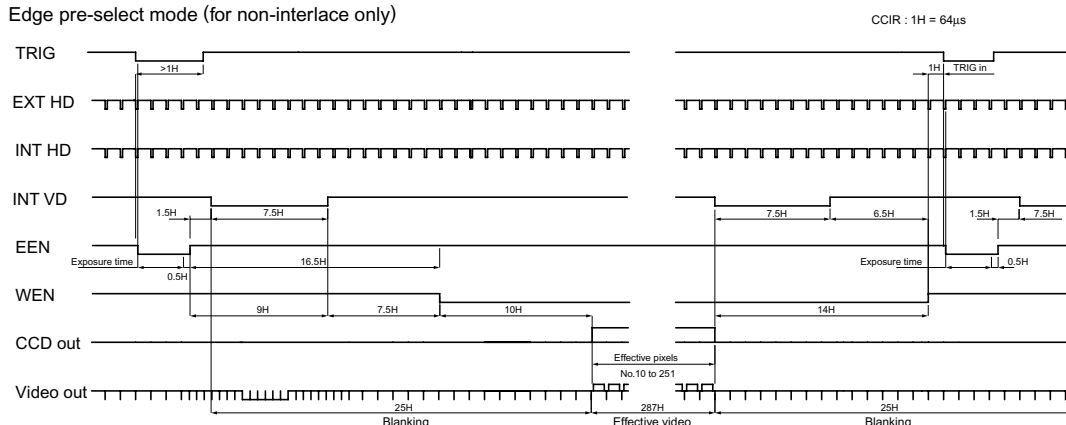 Edge pre-select mode (for non-interlace only)
CCIR : 1H = 64μs
TRIG
>1H
1H
TRIG in
EXT HD
INT HD
INT VD
1.5H
7.5H
7.5H
6.5H
1.5H
7.5H
EEN
Exposure time
16.5H
Exposure time
0.5H
0.5H
WEN
9H
7.5H
10H
14H
CCD out
Effective pixels
No.10 to 251
Video out
25H
287H
25H
Blanking
Effective video
Blanking